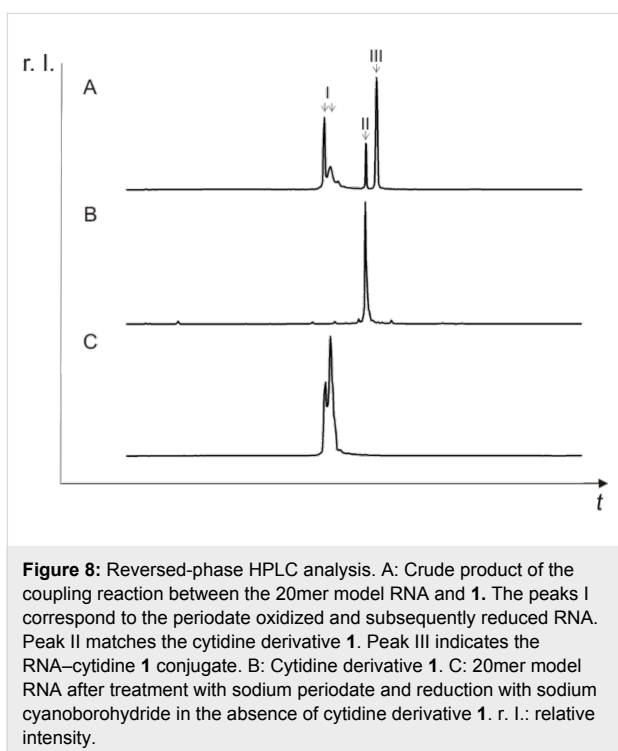 r. I.
A
I
II
III
B
C
t
Figure 8: Reversed-phase HPLC analysis. A: Crude product of the
coupling reaction between the 20mer model RNA and 1. The peaks I
correspond to the periodate oxidized and subsequently reduced RNA.
Peak II matches the cytidine derivative 1. Peak III indicates the
RNA–cytidine 1 conjugate. B: Cytidine derivative 1. C: 20mer model
RNA after treatment with sodium periodate and reduction with sodium
cyanoborohydride in the absence of cytidine derivative 1. r. I.: relative
intensity.